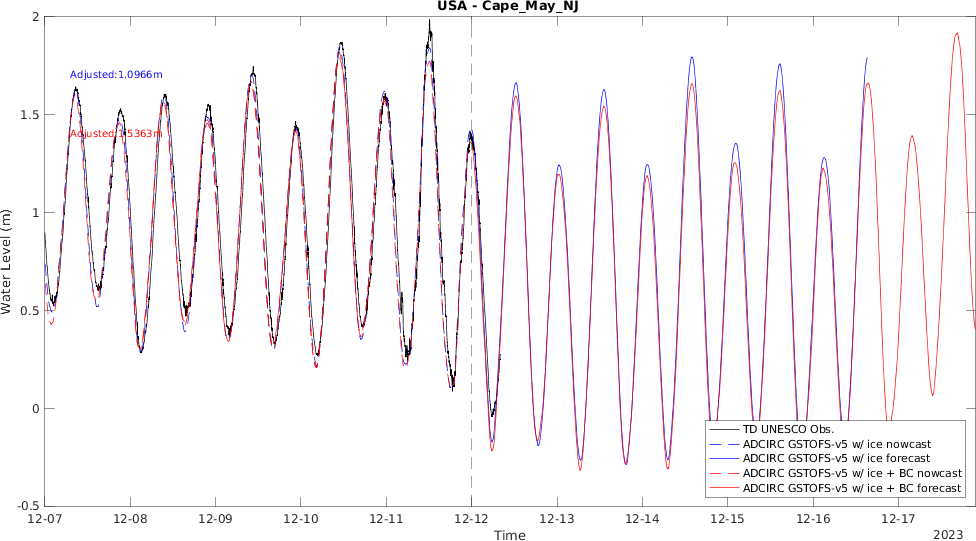 USA - Cape_May_NJ
2
1.5
1
0.5
0
-0.5
Water Level (m)
Adjusted:1.0966m
Adjusted:1.5363m
TD UNESCO Obs.
ADCIRC GSTOFS-v5 w/ ice nowcast
ADCIRC GSTOFS-v5 w/ ice forecast
ADCIRC GSTOFS-v5 w/ ice + BC nowcast
ADCIRC GSTOFS-v5 w/ ice + BC forecast
12-07 12-08 12-09 12-10 12-11 12-12 12-13 12-14 12-15 12-16 12-17
Time
2023